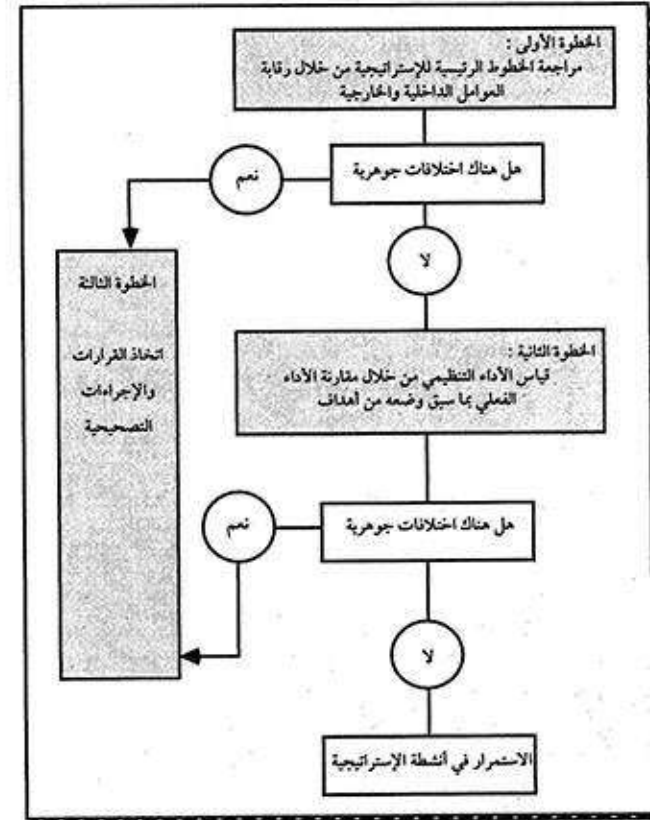 الخطوة الأولى :
مراجعة الخطوط الرئيسية للإستراتيجية من خلال رقابة
العوامل الداخلية والخارجية
هل هناك اختلافات جوهرية
نعم
لا
الخطوة الثانية :
قياس الأداء التنظيمي من خلال مقارنة الأداء
الفعلي بما سبق وضعه من أهداف
هل هناك اختلافات جوهرية
نعم
لا
الاستمرار في أنشطة الإستراتيجية
الخطوة الثالثة
اتخاذ القرارات
والإجراءات
التصحيحية